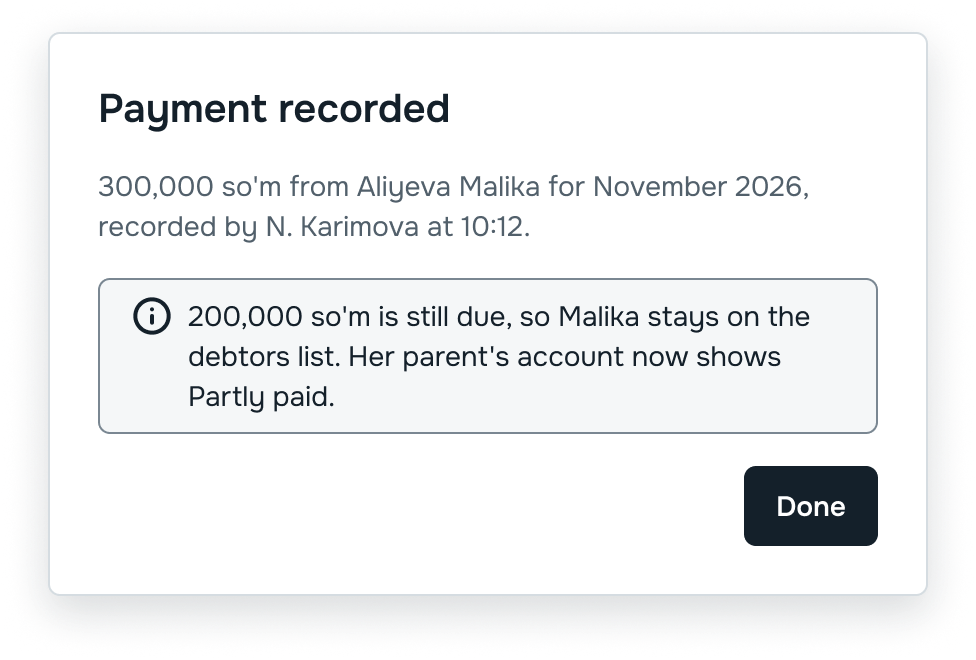 Payment recorded
300,000 so'm from Aliyeva Malika for November 2026,
recorded by N. Karimova at 10:12.
200,000 so'm is still due, so Malika stays on the
debtors list. Her parent's account now shows
Partly paid.
Done